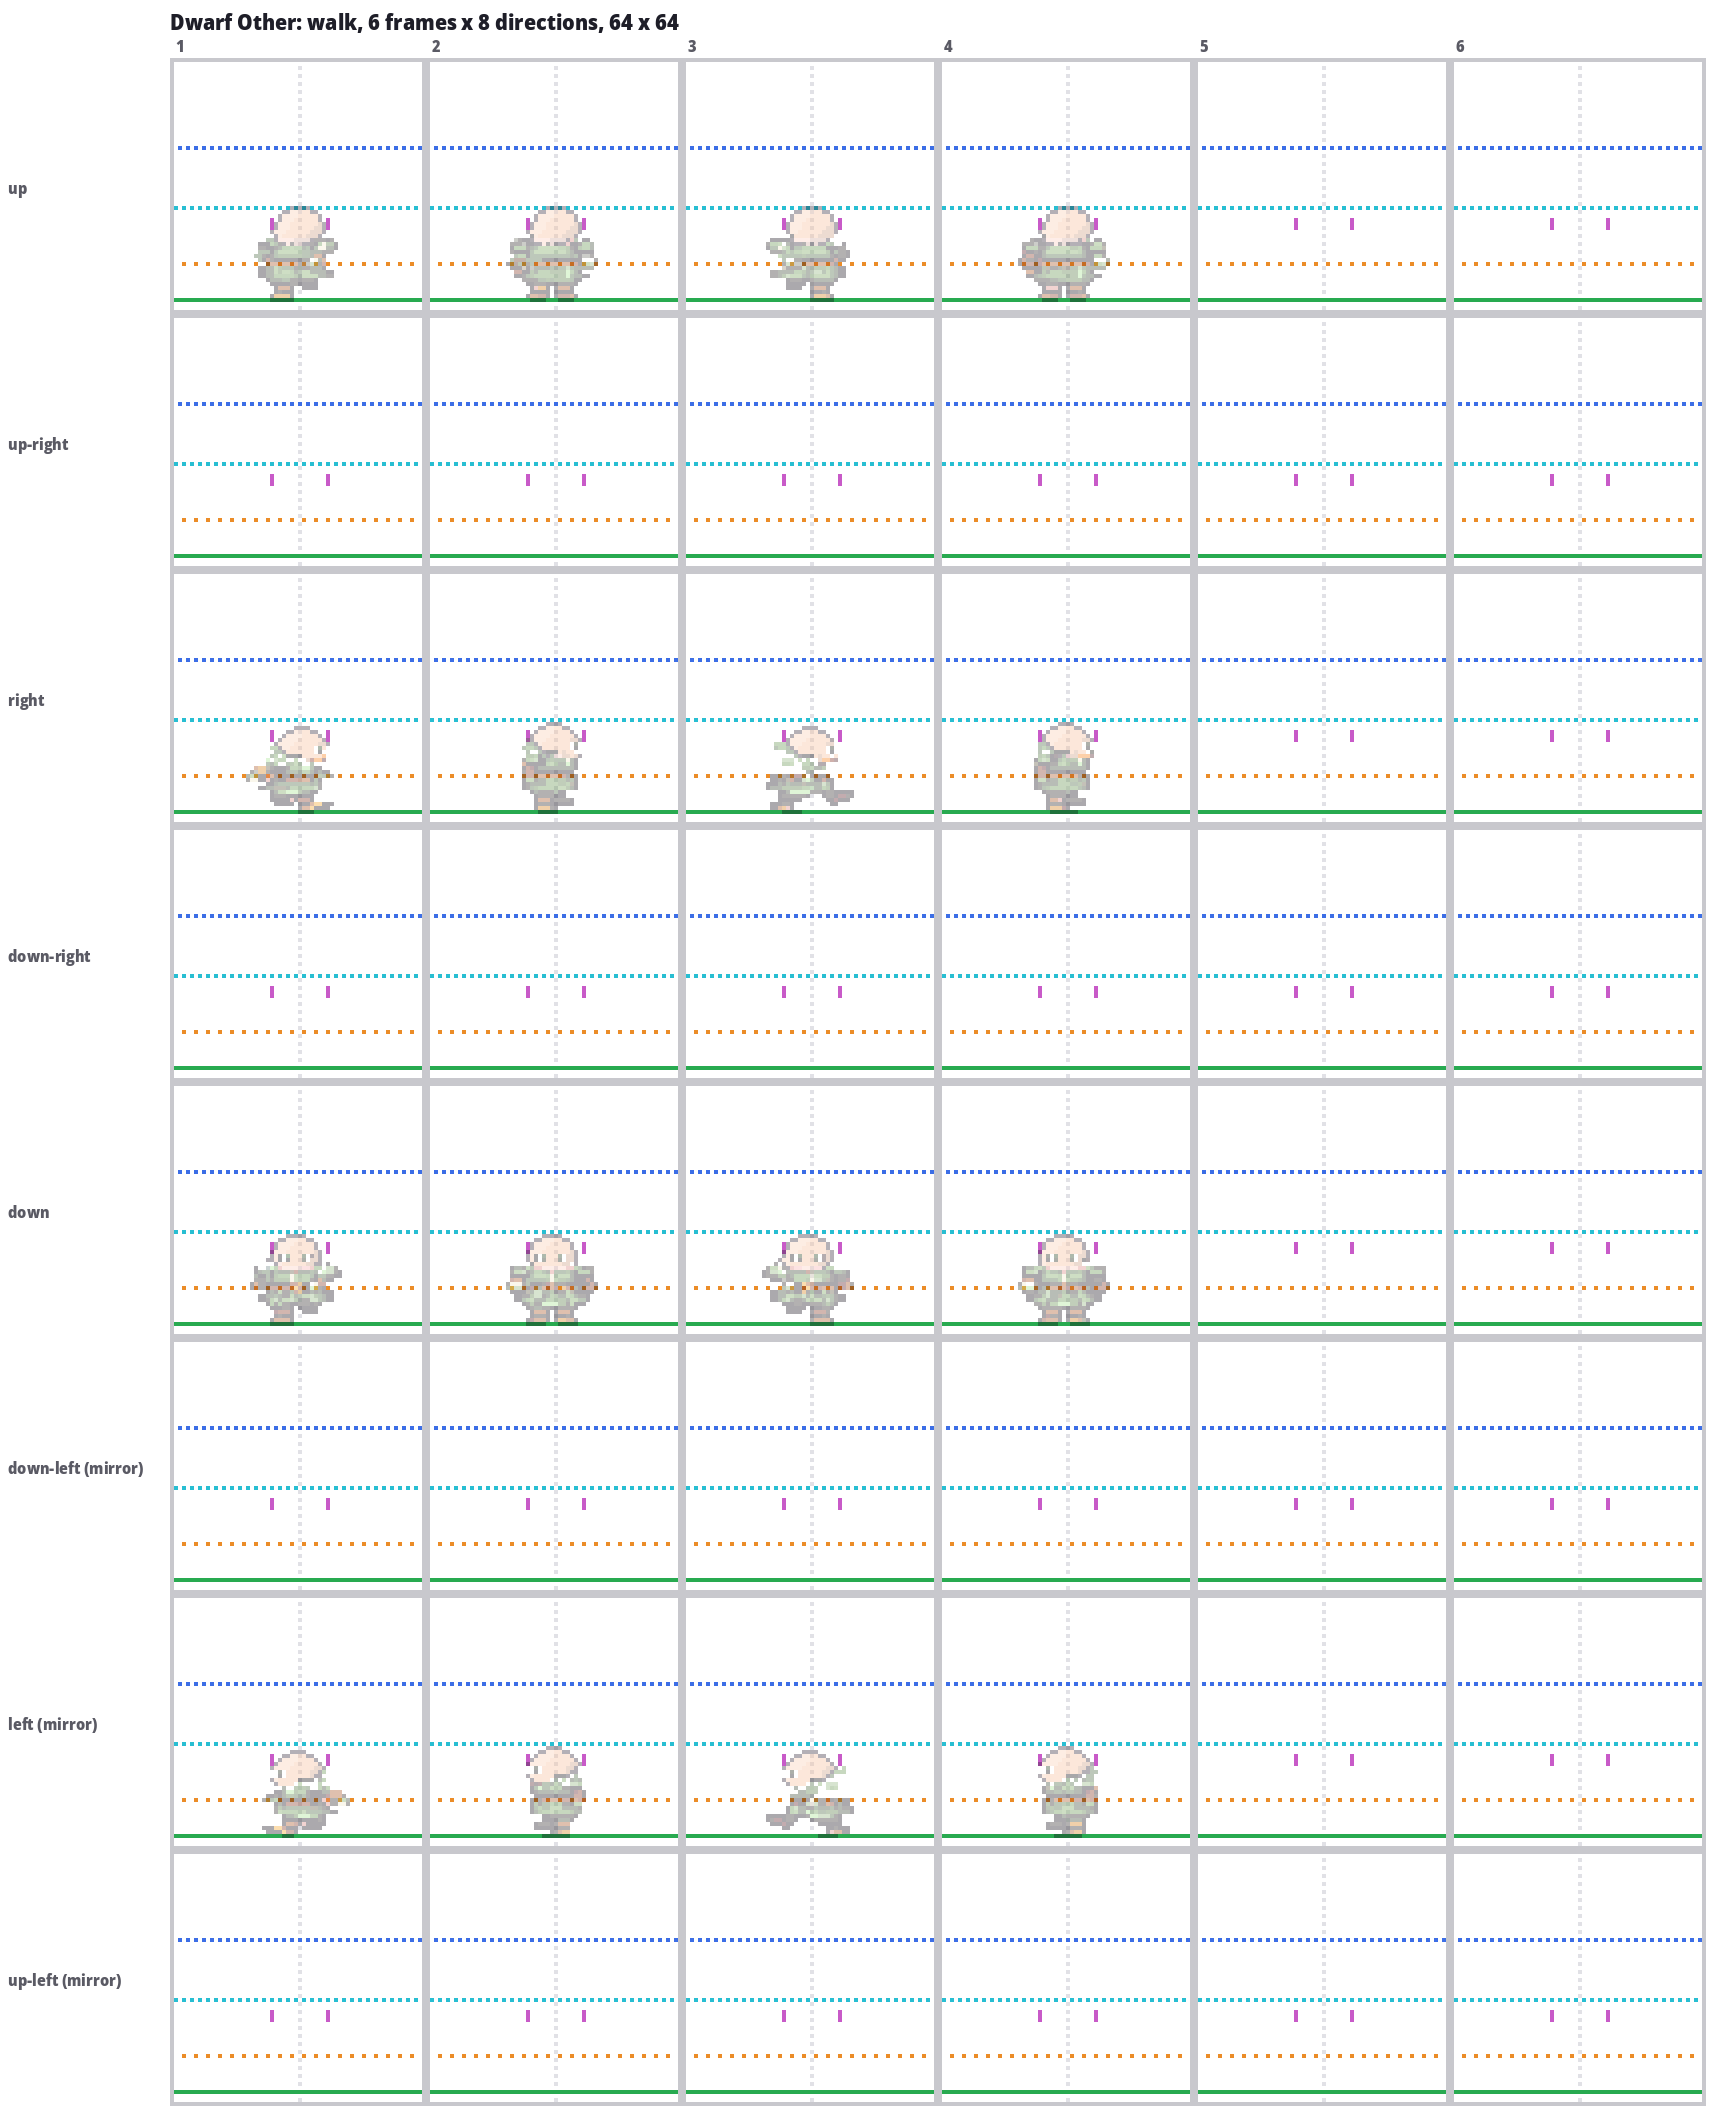 Dwarf Other: walk, 6 frames x 8 directions, 64 x 64
1 2 3 4 5 6
up
up-right
right
down-right
down
down-left (mirror)
left (mirror)
up-left (mirror)